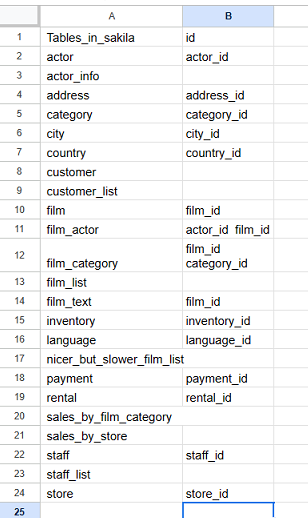 A B
1 Tables_in_sakila id
2 actor actor_id
3 actor_info
4 address address_id
5 category category_id
6 city city_id
7 country country_id
8 customer
9 customer_list
10 film film_id
11 film_actor actor_id film_id
film_id
12 film_category category_id
13 film_list
14 film_text film_id
15 inventory inventory_id
16 language language_id
17 nicer_but_slower_film_list
18 payment payment_id
19 rental rental_id
20 sales_by_film_category
21 sales_by_store
22 staff staff_id
23 staff_list
24 store store_id
25